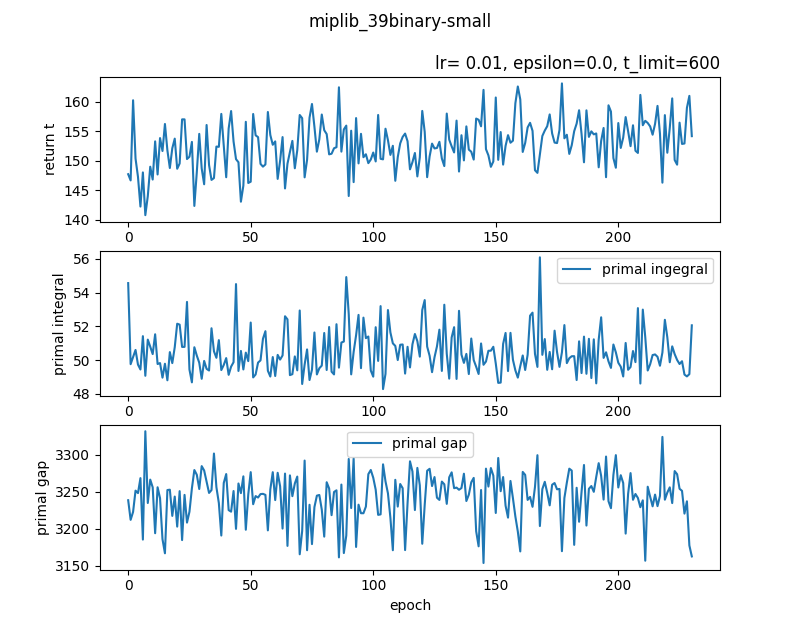 miplib_39binary-small
lr= 0.01, epsilon=0.0, t_limit=600
return t
160
155
150
145
140
0 50 100 150 200
primal integral
56
54
52
50
48
primal ingegral
0 50 100 150 200
primal gap
3300
3250
3200
3150
primal gap
0 50 100 150 200
epoch